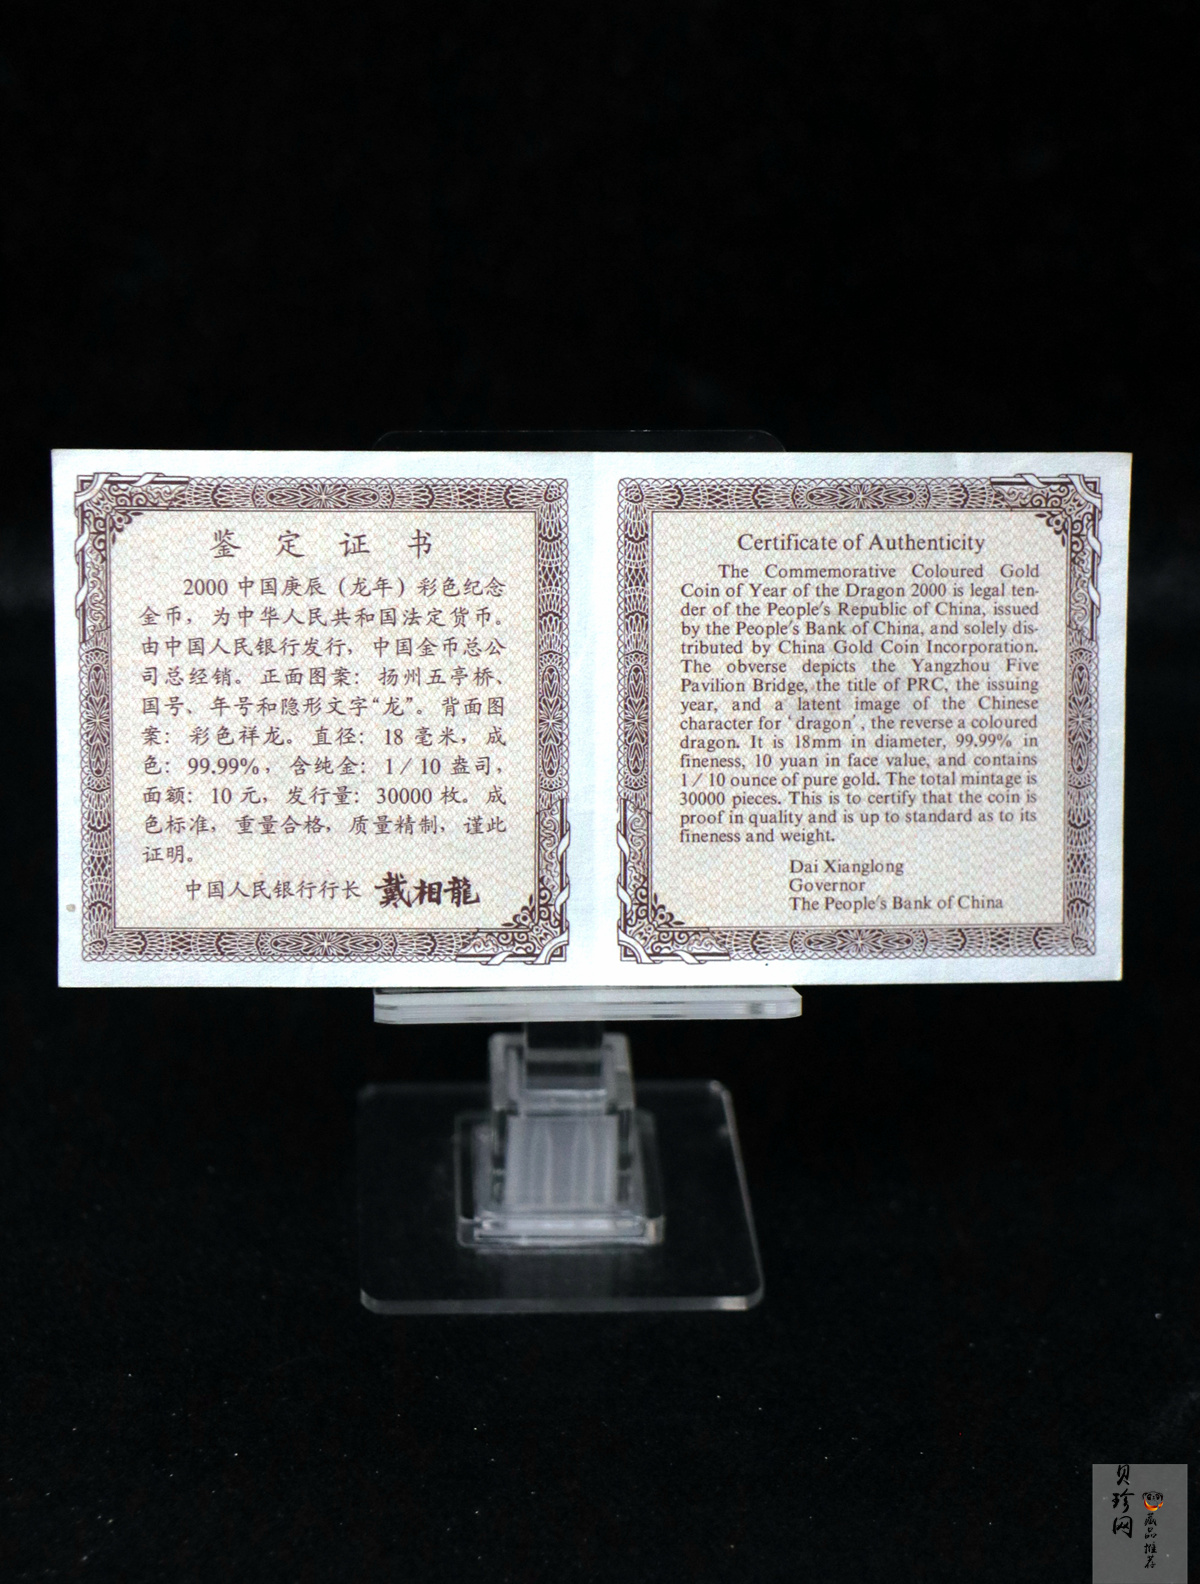 鉴定证书
2000 中国庚辰（龙年）彩色纪念
金币，为中华人民共和国法定货币。
由中国人民银行发行，中国金币总公
司总经销。正面图案：扬州五亭桥、
国号、年号和隐形文字“龙”。背面图
案：彩色祥龙。直径：18 毫米，成
色：99.99%，含纯金：1／10 盎司，
面额：10 元，发行量：30000 枚。成
色标准，重量合格，质量精制，谨此
证明。
中国人民银行行长 戴相龍
Certificate of Authenticity
The Commemorative Coloured Gold
Coin of Year of the Dragon 2000 is legal ten-
der of the People's Republic of China, issued
by the People's Bank of China, and solely dis-
tributed by China Gold Coin Incorporation.
The obverse depicts the Yangzhou Five
Pavilion Bridge, the title of PRC, the issuing
year, and a latent image of the Chinese
character for ‘dragon’, the reverse a coloured
dragon. It is 18mm in diameter, 99.99% in
fineness, 10 yuan in face value, and contains
1／10 ounce of pure gold. The total mintage is
30000 pieces. This is to certify that the coin is
proof in quality and is up to standard as to its
fineness and weight.
Dai Xianglong
Governor
The People's Bank of China
贝珍网
藏品推荐